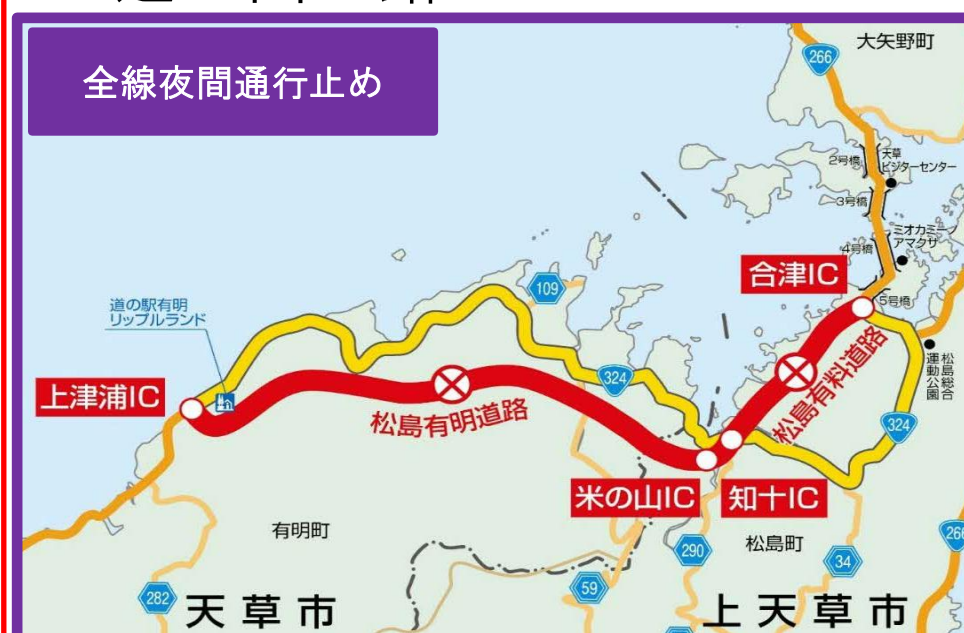 全線夜間通行止め
266
大矢野町
2号橋
天草
ビジターセンター
3号橋
ミオカミーノ
アマクサ
4号橋
合津IC
5号橋
109
道の駅有明
リップルランド
松島有料道路
松島総合
運動公園
324
上津浦IC
松島有明道路
324
米の山IC
知十IC
有明町
290
松島町
266
34
282
59
天草市
上天草市